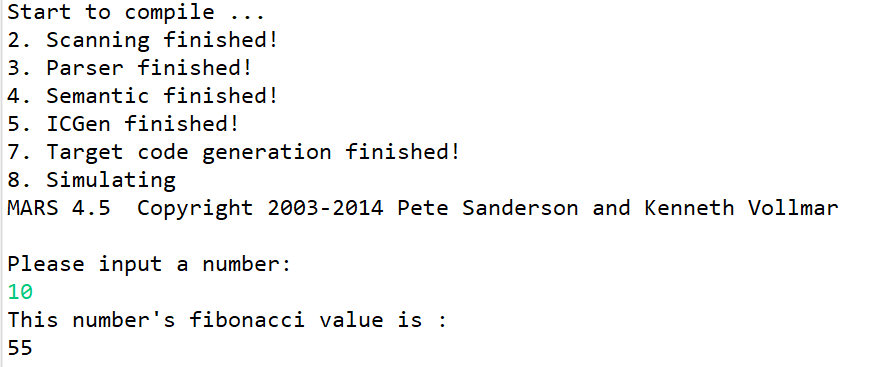 Start to compile ...
2. Scanning finished!
3. Parser finished!
4. Semantic finished!
5. ICGen finished!
7. Target code generation finished!
8. Simulating
MARS 4.5  Copyright 2003-2014 Pete Sanderson and Kenneth Vollmar
Please input a number:
10
This number's fibonacci value is :
55